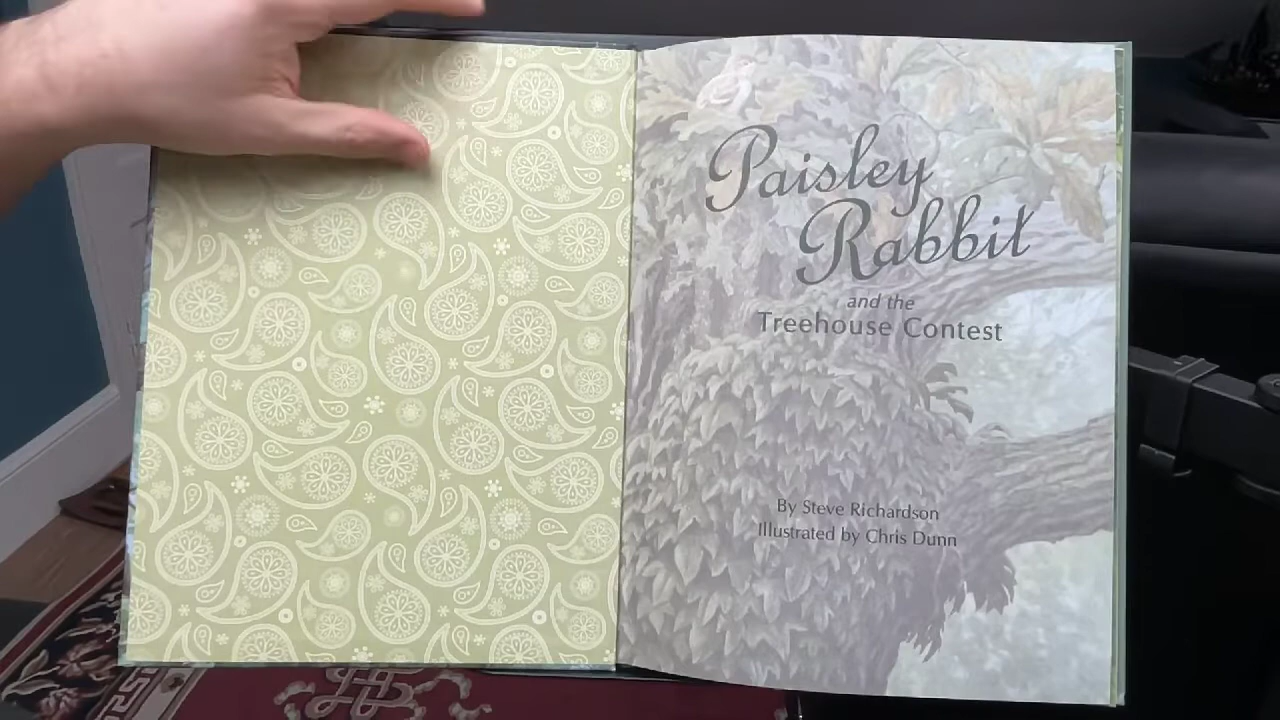 Paisley
Rabbit
and the
Treehouse Contest
By Steve Richardson
Illustrated by Chris Dunn